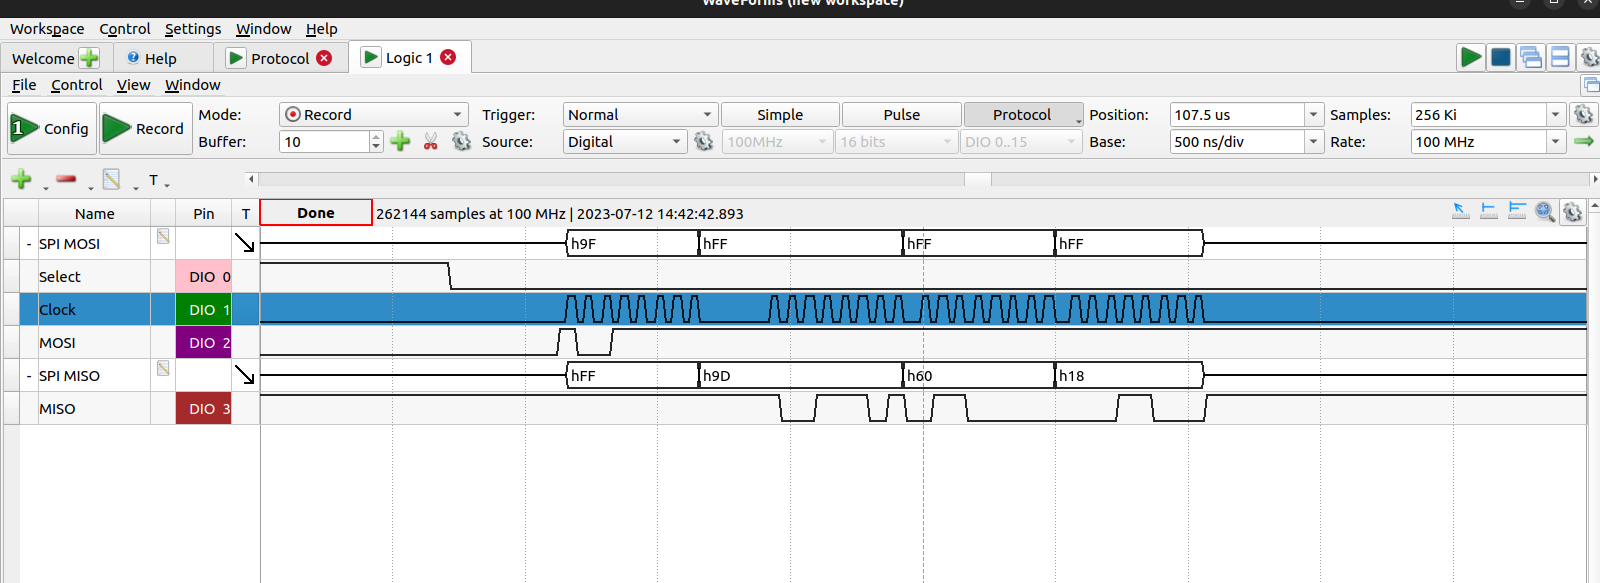 WaveForms (new workspace)
Workspace Control Settings Window Help
Welcome Help Protocol Logic 1
File Control View Window
1 Config Record Mode: Record Trigger: Normal Simple Pulse Protocol Position: 107.5 us Samples: 256 Ki
Buffer: 10 Source: Digital 100MHz 16 bits DIO 0..15 Base: 500 ns/div Rate: 100 MHz
T
Name Pin T Done 262144 samples at 100 MHz | 2023-07-12 14:42:42.893
- SPI MOSI h9F hFF hFF hFF
Select DIO 0
Clock DIO 1
MOSI DIO 2
- SPI MISO hFF h9D h60 h18
MISO DIO 3